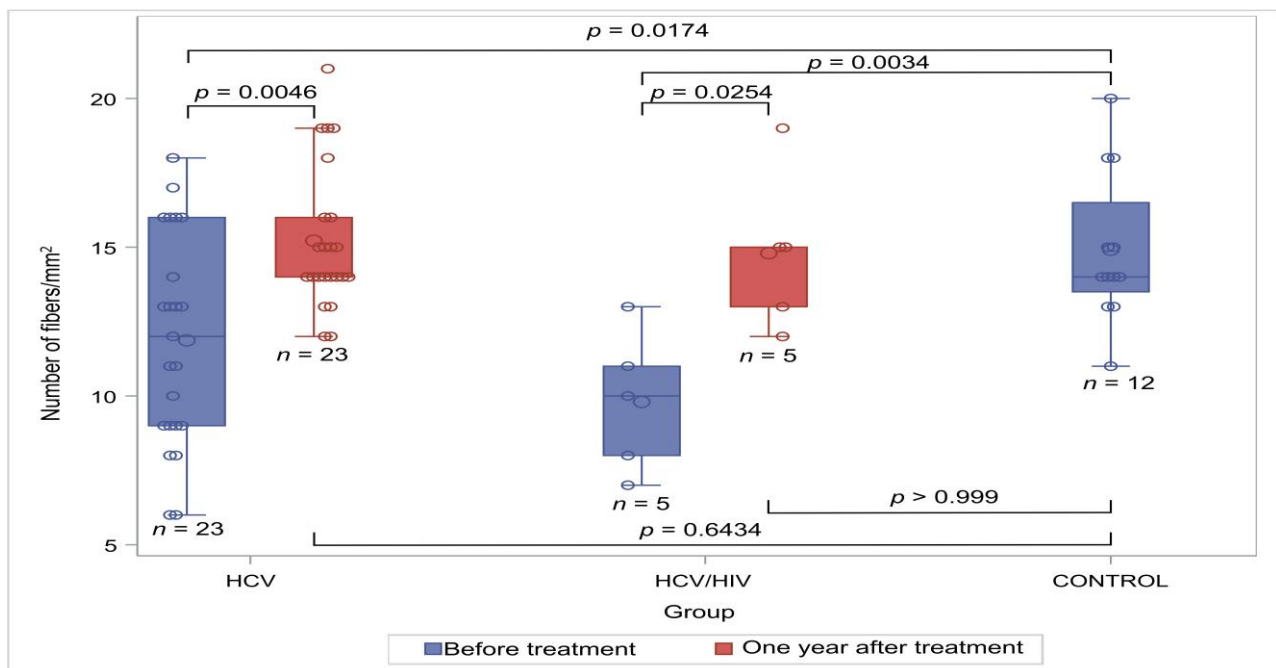 p = 0.0174
p = 0.0034
p = 0.0046
p = 0.0254
20
15
10
5
Number of fibers/mm²
n = 23
n = 23
n = 5
n = 5
n = 12
p > 0.999
p = 0.6434
HCV
HCV/HIV
CONTROL
Group
Before treatment
One year after treatment